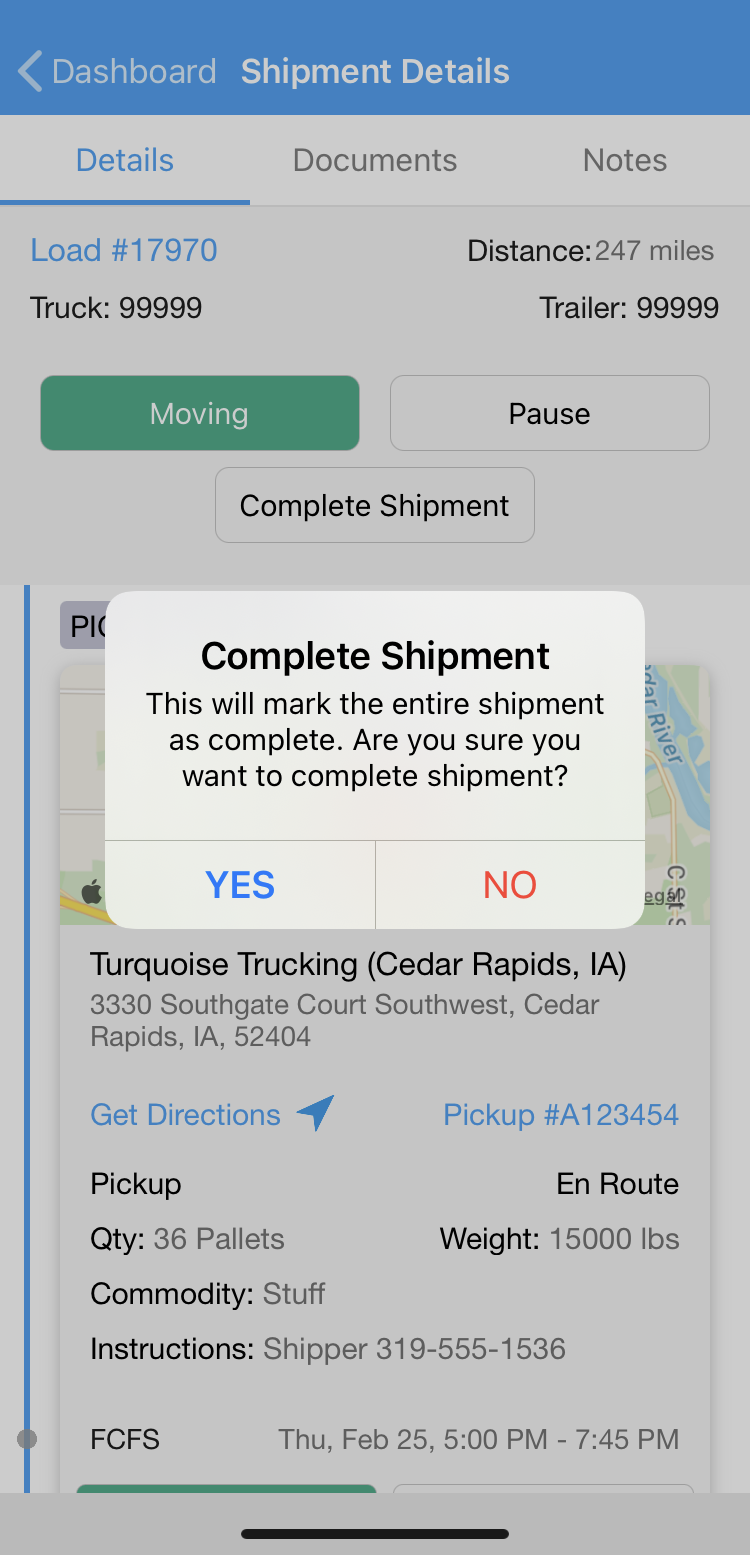 Dashboard Shipment Details
Details Documents Notes
Load #17970 Distance: 247 miles
Truck: 99999 Trailer: 99999
Moving Pause
Complete Shipment
Complete Shipment
This will mark the entire shipment
as complete. Are you sure you
want to complete shipment?
YES NO
River
C St S
Turquoise Trucking (Cedar Rapids, IA)
3330 Southgate Court Southwest, Cedar
Rapids, IA, 52404
Get Directions Pickup #A123454
Pickup En Route
Qty: 36 Pallets Weight: 15000 lbs
Commodity: Stuff
Instructions: Shipper 319-555-1536
FCFS Thu, Feb 25, 5:00 PM - 7:45 PM